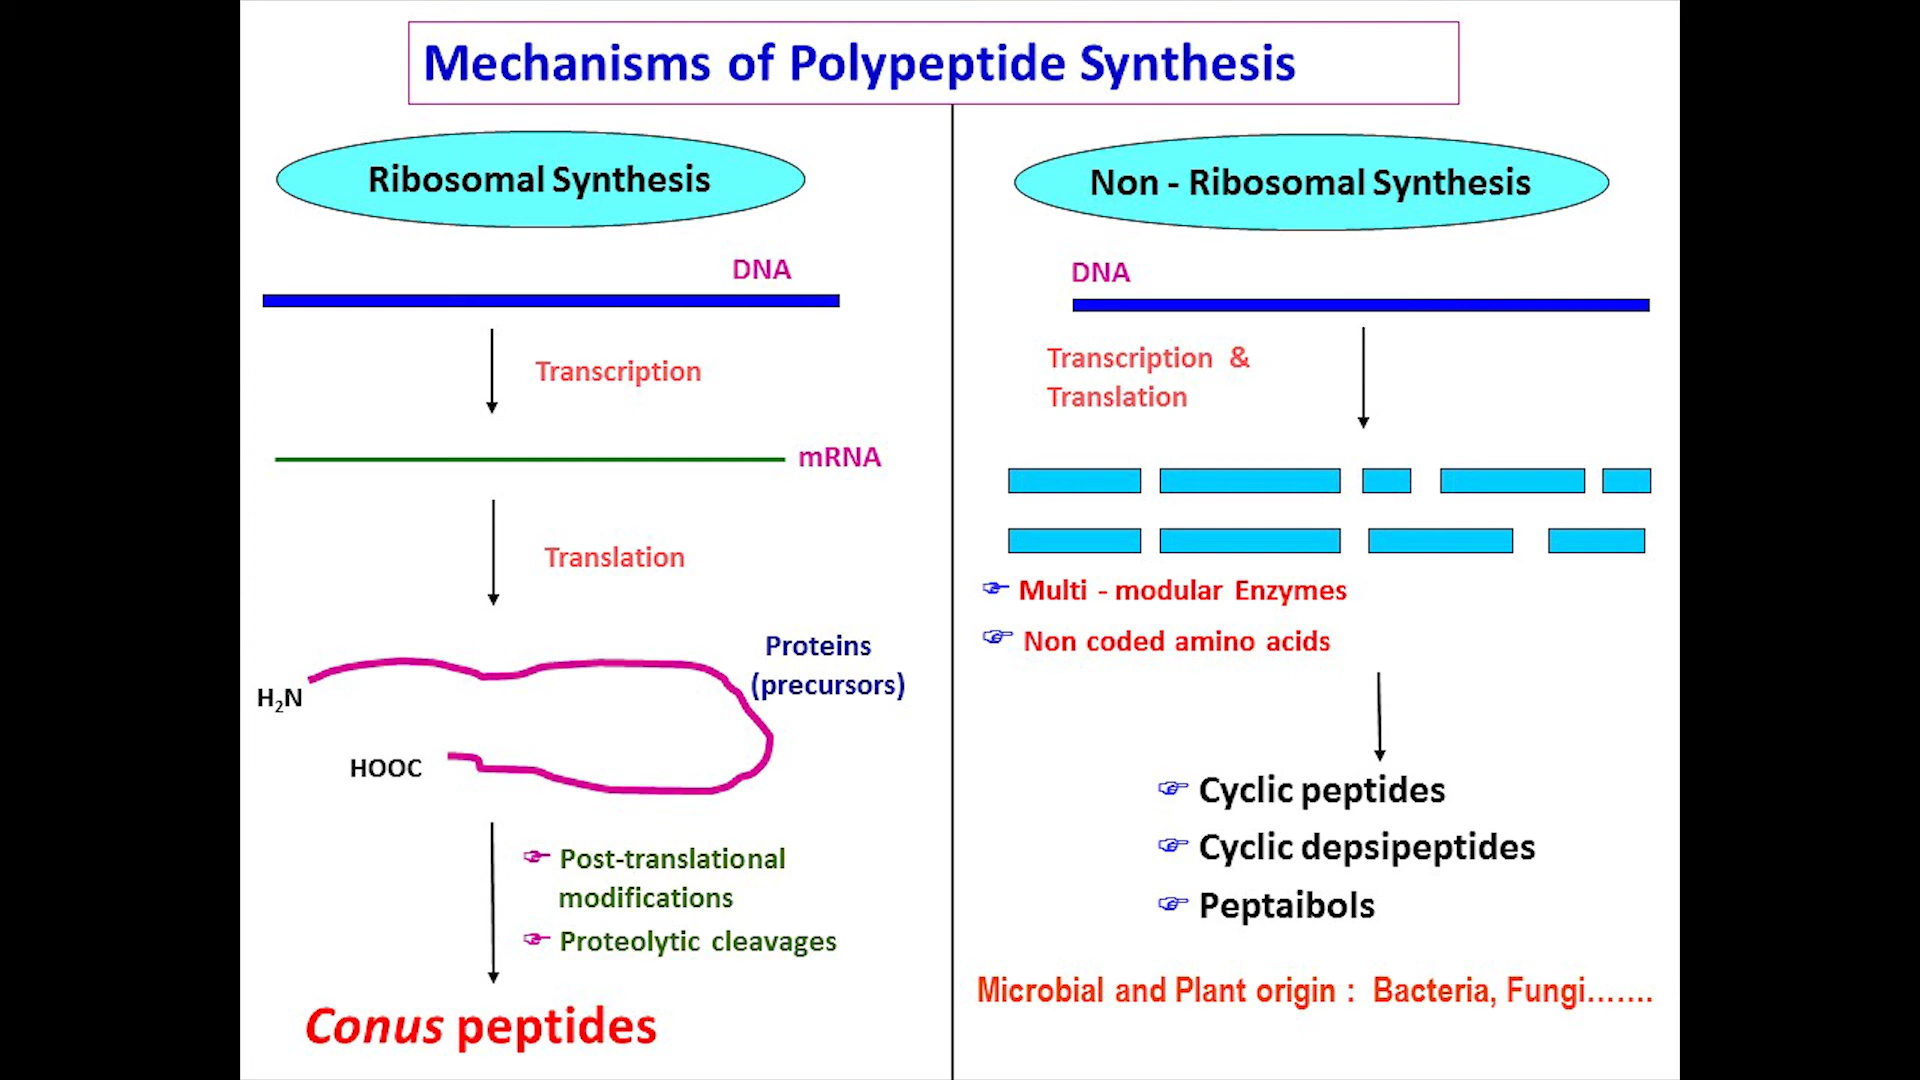 Mechanisms of Polypeptide Synthesis
Ribosomal Synthesis
DNA
Transcription
mRNA
Translation
Proteins
(precursors)
H₂N
HOOC
Post-translational
modifications
Proteolytic cleavages
Conus peptides
Non - Ribosomal Synthesis
DNA
Transcription &
Translation
Multi - modular Enzymes
Non coded amino acids
Cyclic peptides
Cyclic depsipeptides
Peptaibols
Microbial and Plant origin : Bacteria, Fungi.......